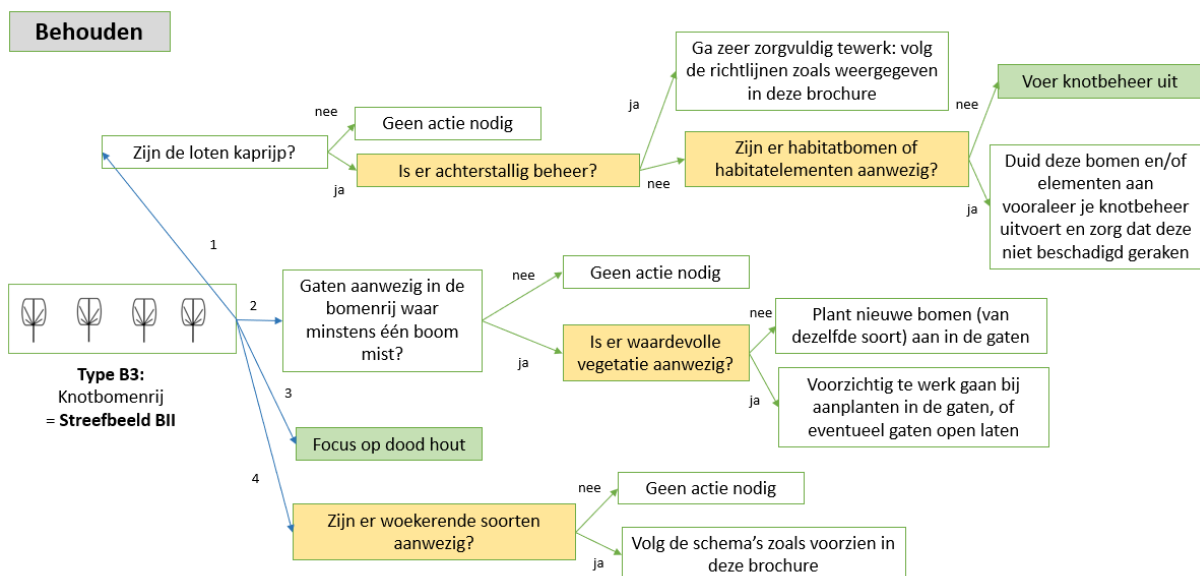 Behouden
Zijn de loten kaprijp?
nee
Geen actie nodig
ja
Is er achterstallig beheer?
ja
Ga zeer zorgvuldig tewerk: volg
de richtlijnen zoals weergegeven
in deze brochure
nee
Zijn er habitatbomen of
habitatelementen aanwezig?
nee
Voer knotbeheer uit
ja
Duid deze bomen en/of
elementen aan
vooraleer je knotbeheer
uitvoert en zorg dat deze
niet beschadigd geraken
1
2
3
4
Type B3:
Knotbomenrij
= Streefbeeld BII
Gaten aanwezig in de
bomenrij waar
minstens één boom
mist?
nee
Geen actie nodig
ja
Is er waardevolle
vegetatie aanwezig?
nee
Plant nieuwe bomen (van
dezelfde soort) aan in de gaten
ja
Voorzichtig te werk gaan bij
aanplanten in de gaten, of
eventueel gaten open laten
Focus op dood hout
Zijn er woekerende soorten
aanwezig?
nee
Geen actie nodig
ja
Volg de schema's zoals voorzien in
deze brochure